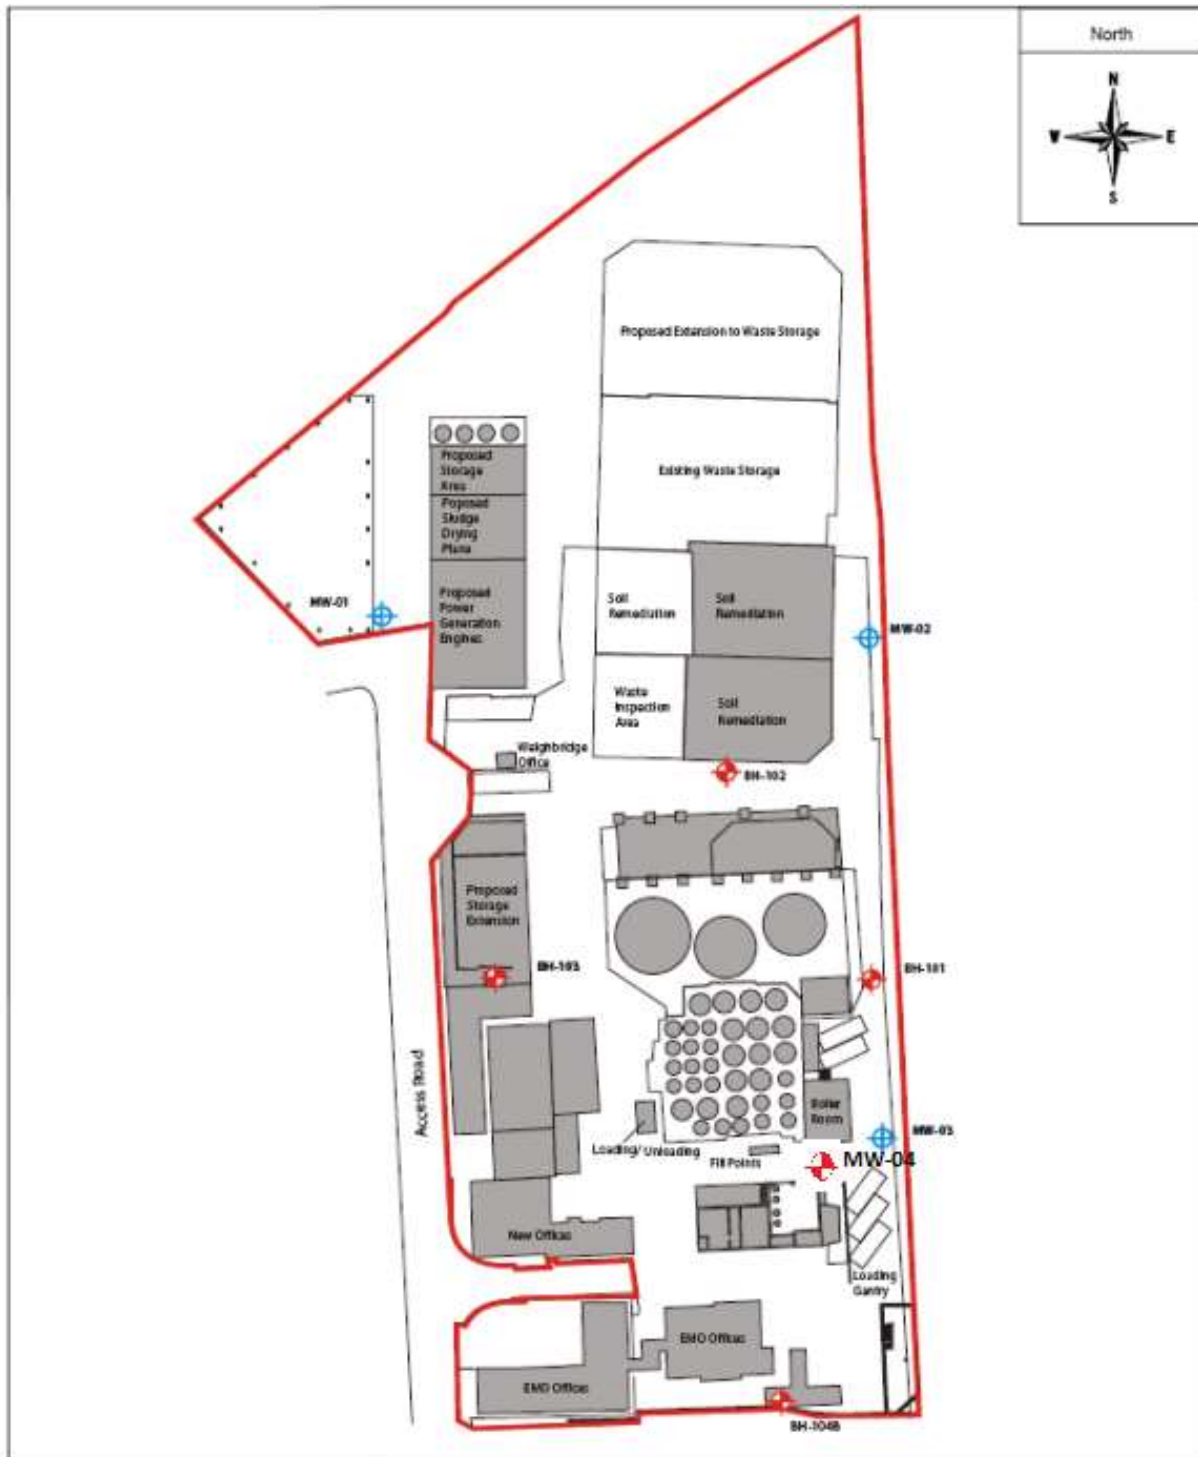 North
N
W
E
S
Proposed Extension to Waste Storage
Existing Waste Storage
Proposed
Storage
Area
Poposed
Sludge
Drying
Plana
Proposed
Power
Generation
Engines
MW-01
Soil
Remediation
Soil
Remediation
MW-02
Waste
Inspection
Area
Soil
Remediation
Weighbridge
Office
BH-102
Proposed
Storage
Extension
BH-103
BH-101
Access Road
Boiler
Room
MW-03
Loading/ Unloading
Fill Points
MW-04
New Offices
Loading
Gantry
EMO Offices
EMO Offices
BH-104B